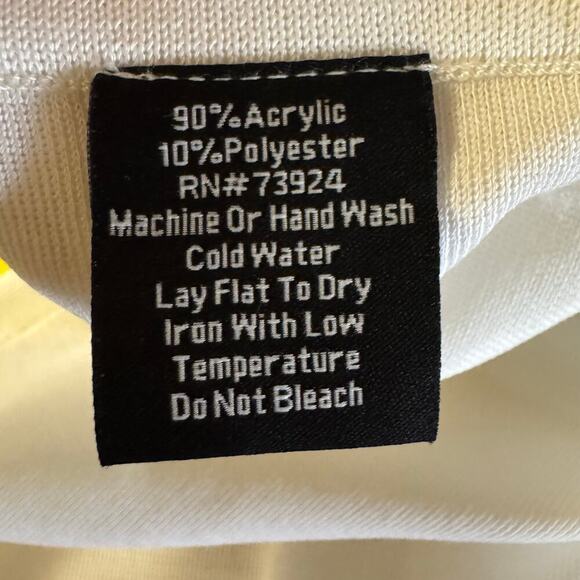 90%Acrylic
10%Polyester
RN#73924
Machine Or Hand Wash
Cold Water
Lay Flat To Dry
Iron With Low
Temperature
Do Not Bleach